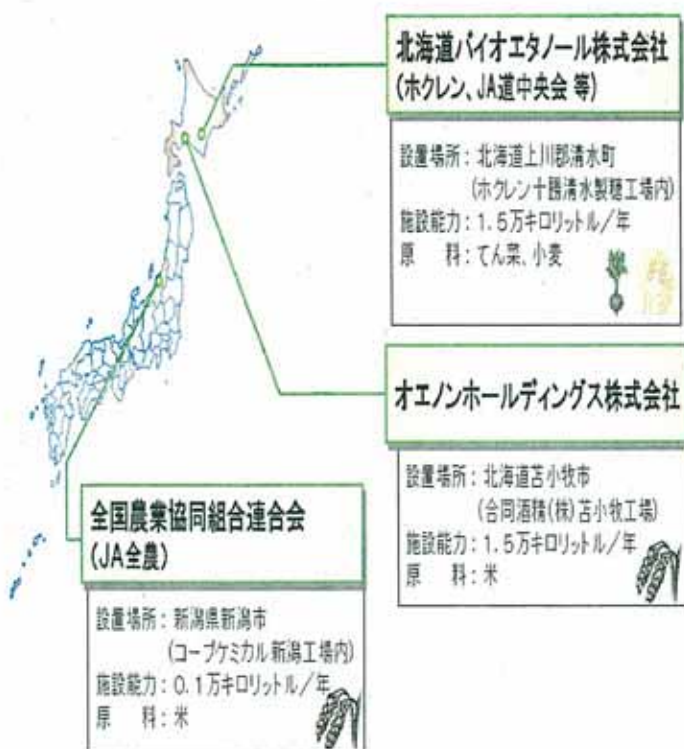 北海道バイオエタノール株式会社
(ホクレン、JA道中央会 等)
設置場所：北海道上川郡清水町
(ホクレン十勝清水製糖工場内)
施設能力：1.5万キロリットル／年
原　料：てん菜、小麦
オエノンホールディングス株式会社
設置場所：北海道苫小牧市
(合同酒精(株)苫小牧工場)
施設能力：1.5万キロリットル／年
原　料：米
全国農業協同組合連合会
(JA全農)
設置場所：新潟県新潟市
(コープケミカル新潟工場内)
施設能力：0.1万キロリットル／年
原　料：米